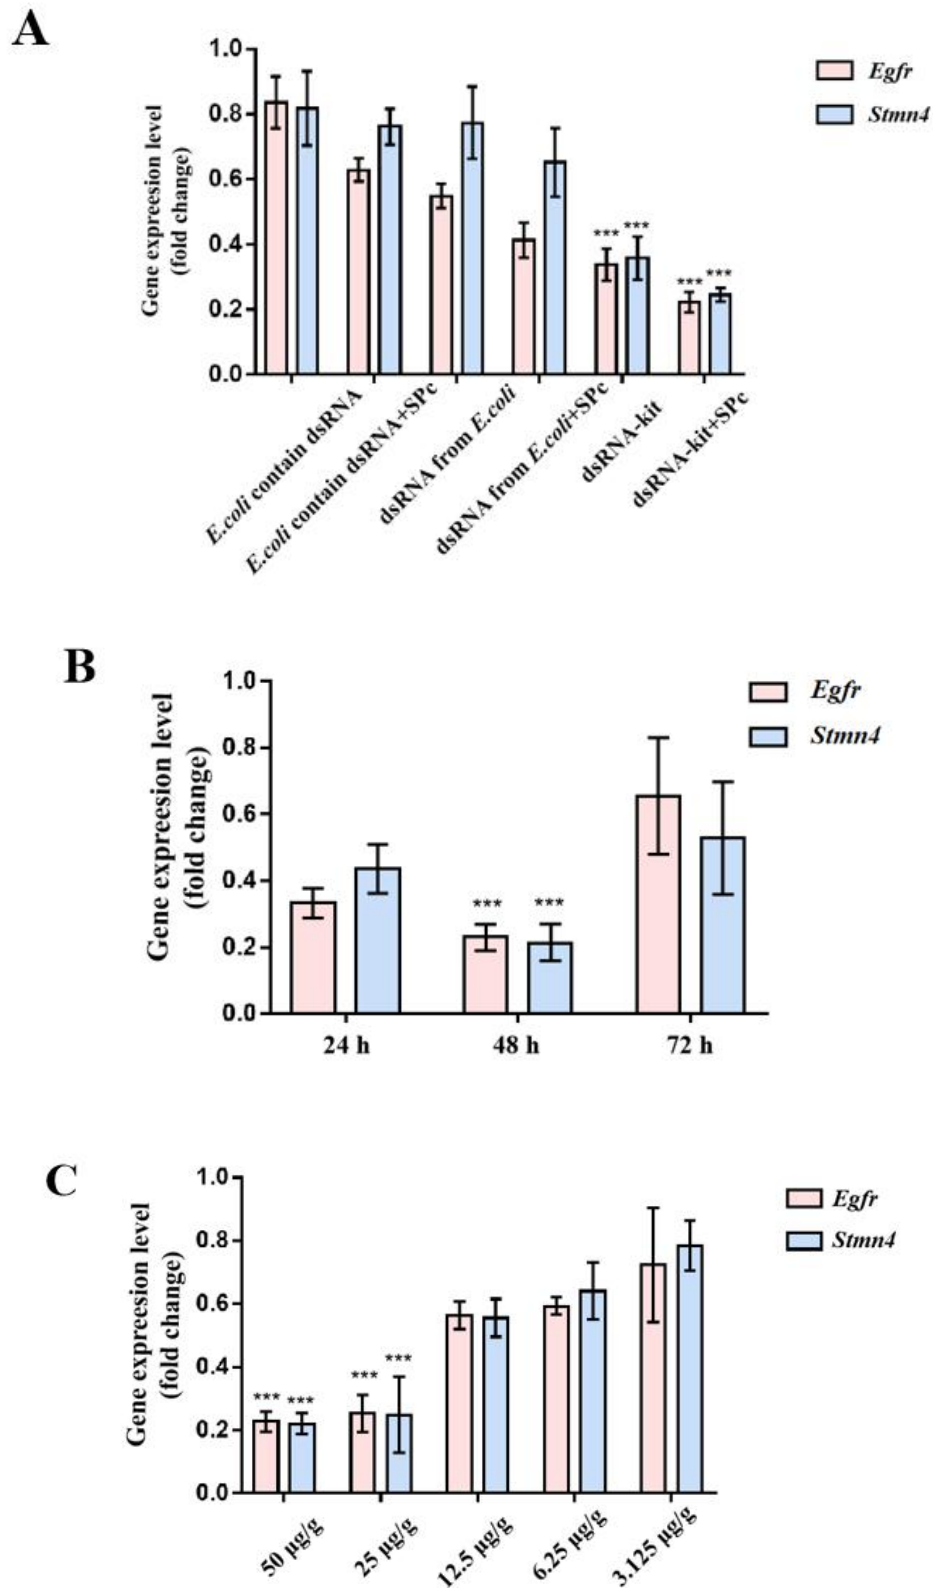 A
Gene expreesion level
(fold change)
1.0
0.8
0.6
0.4
0.2
0.0
*** ***
*** ***
E.coli contain dsRNA
E.coli contain dsRNA+SPc
dsRNA from E.coli
dsRNA from E.coli+SPc
dsRNA-kit
dsRNA-kit+SPc
Egfr
Stmn4
B
Gene expreesion level
(fold change)
1.0
0.8
0.6
0.4
0.2
0.0
*** ***
24 h
48 h
72 h
Egfr
Stmn4
C
Gene expreesion level
(fold change)
1.0
0.8
0.6
0.4
0.2
0.0
*** ***
*** ***
50 µg/g
25 µg/g
12.5 µg/g
6.25 µg/g
3.125 µg/g
Egfr
Stmn4